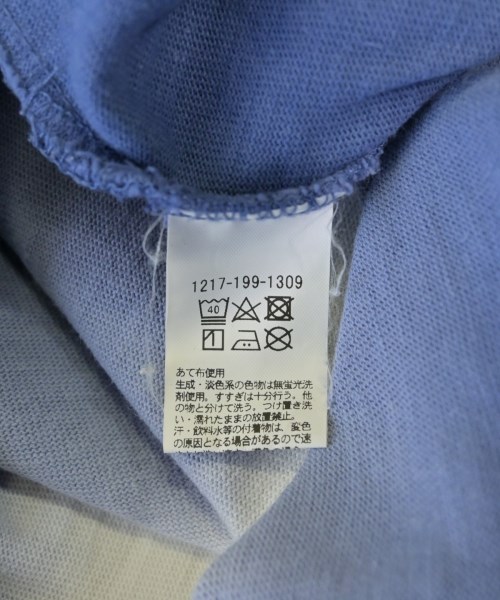 1217-199-1309
40
あて布使用
生成・淡色系の色物は無蛍光洗
剤使用。すすぎは十分行う。他
の物と分けて洗う。つけ置き洗
い・濡れたままの放置禁止。
汗・飲料水等の付着物は、変色
の原因となる場合があるので速